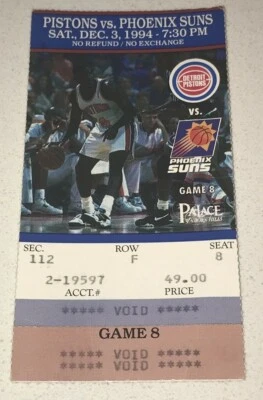 PISTONS vs. PHOENIX SUNS
SAT., DEC. 3, 1994 - 7:30 PM
NO REFUND / NO EXCHANGE
DETROIT PISTONS
VS.
PHOENIX
SUNS
GAME 8
PALACE
SEC. ROW SEAT
112 F 8
2-19597 49.00
ACCT.# PRICE
***** VOID *****
GAME 8
***** VOID *****
***** VOID *****